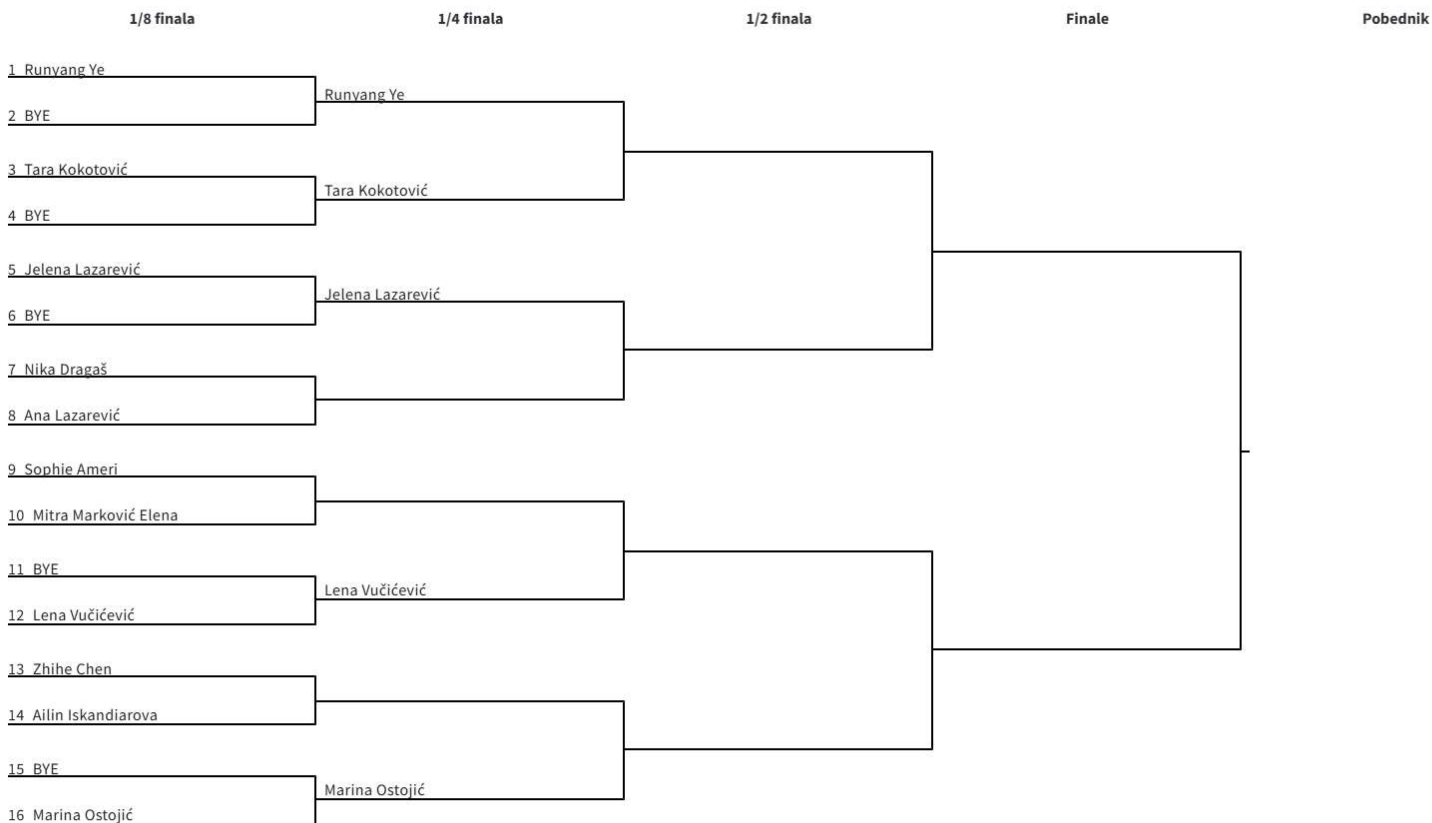 1/8 finala 1/4 finala 1/2 finala Finale Pobednik
1 Runyang Ye
Runyang Ye
2 BYE
3 Tara Kokotović
Tara Kokotović
4 BYE
5 Jelena Lazarević
Jelena Lazarević
6 BYE
7 Nika Dragaš
8 Ana Lazarević
9 Sophie Ameri
10 Mitra Marković Elena
11 BYE
Lena Vučićević
12 Lena Vučićević
13 Zhihe Chen
14 Ailin Iskandiarova
15 BYE
Marina Ostojić
16 Marina Ostojić